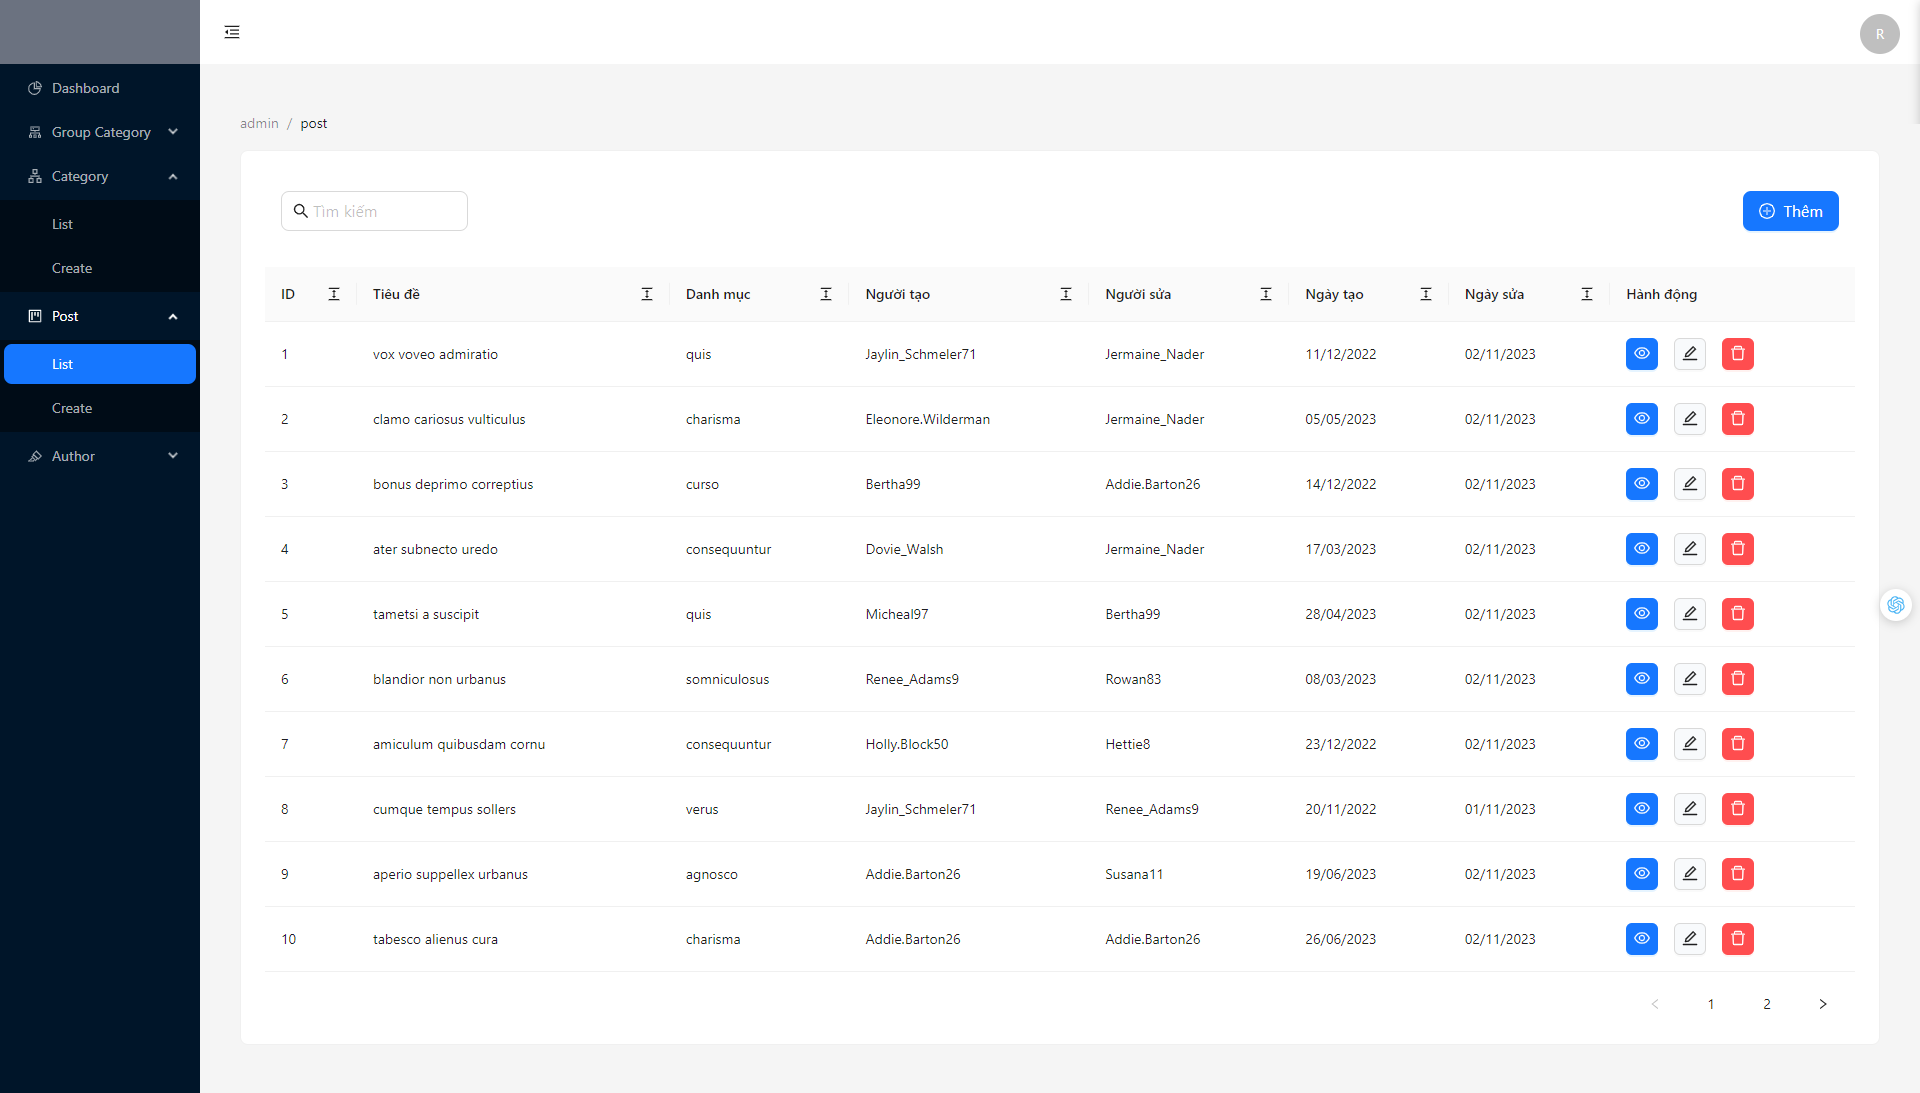 R
Dashboard
Group Category
Category
List
Create
Post
List
Create
Author
admin / post
Tìm kiếm
Thêm
ID Tiêu đề Danh mục Người tạo Người sửa Ngày tạo Ngày sửa Hành động
1 vox voveo admiratio quis Jaylin_Schmeler71 Jermaine_Nader 11/12/2022 02/11/2023
2 clamo cariosus vulticulus charisma Eleonore.Wilderman Jermaine_Nader 05/05/2023 02/11/2023
3 bonus deprimo correptius curso Bertha99 Addie.Barton26 14/12/2022 02/11/2023
4 ater subnecto uredo consequuntur Dovie_Walsh Jermaine_Nader 17/03/2023 02/11/2023
5 tametsi a suscipit quis Micheal97 Bertha99 28/04/2023 02/11/2023
6 blandior non urbanus somniculosus Renee_Adams9 Rowan83 08/03/2023 02/11/2023
7 amiculum quibusdam cornu consequuntur Holly.Block50 Hettie8 23/12/2022 02/11/2023
8 cumque tempus sollers verus Jaylin_Schmeler71 Renee_Adams9 20/11/2022 01/11/2023
9 aperio suppellex urbanus agnosco Addie.Barton26 Susana11 19/06/2023 02/11/2023
10 tabesco alienus cura charisma Addie.Barton26 Addie.Barton26 26/06/2023 02/11/2023
1 2